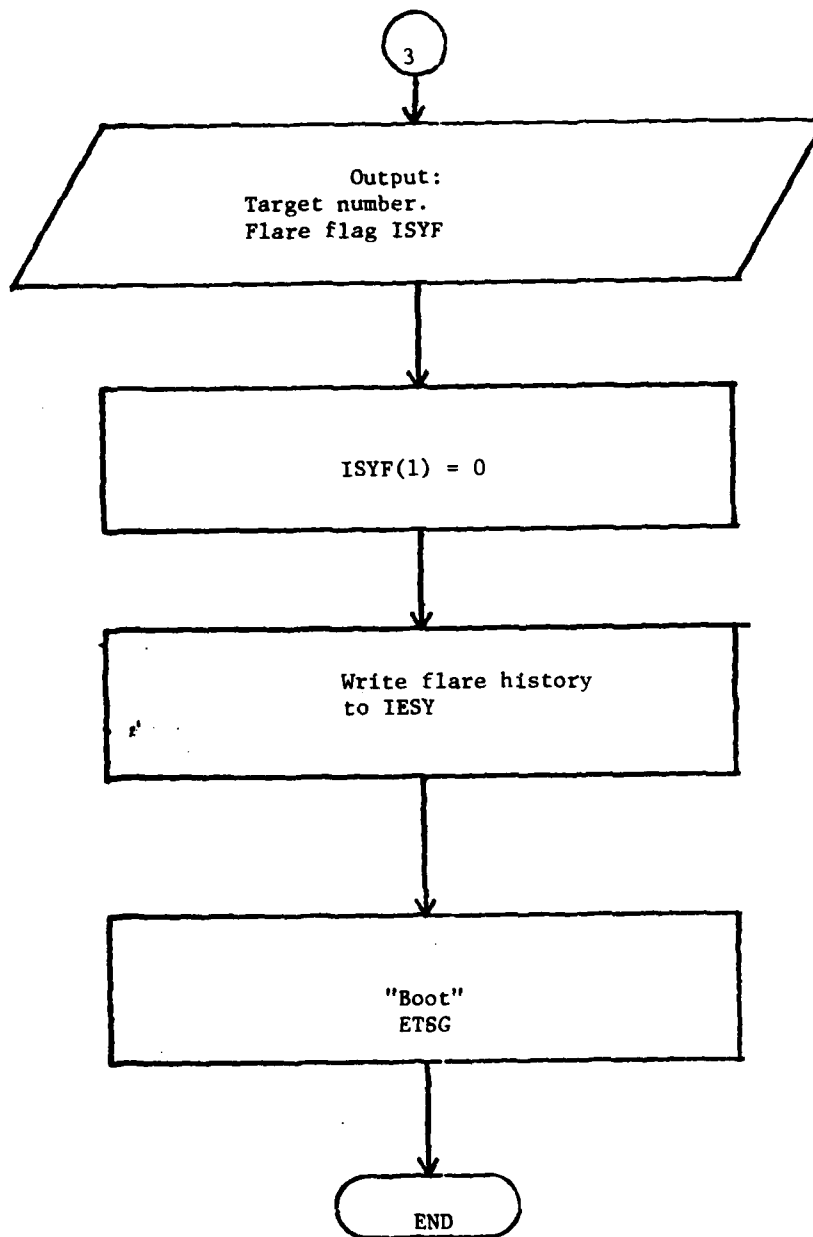 3
Output:
Target number.
Flare flag ISYF
ISYF(1) = 0
Write flare history
to IESY
"Boot"
ETSG
END